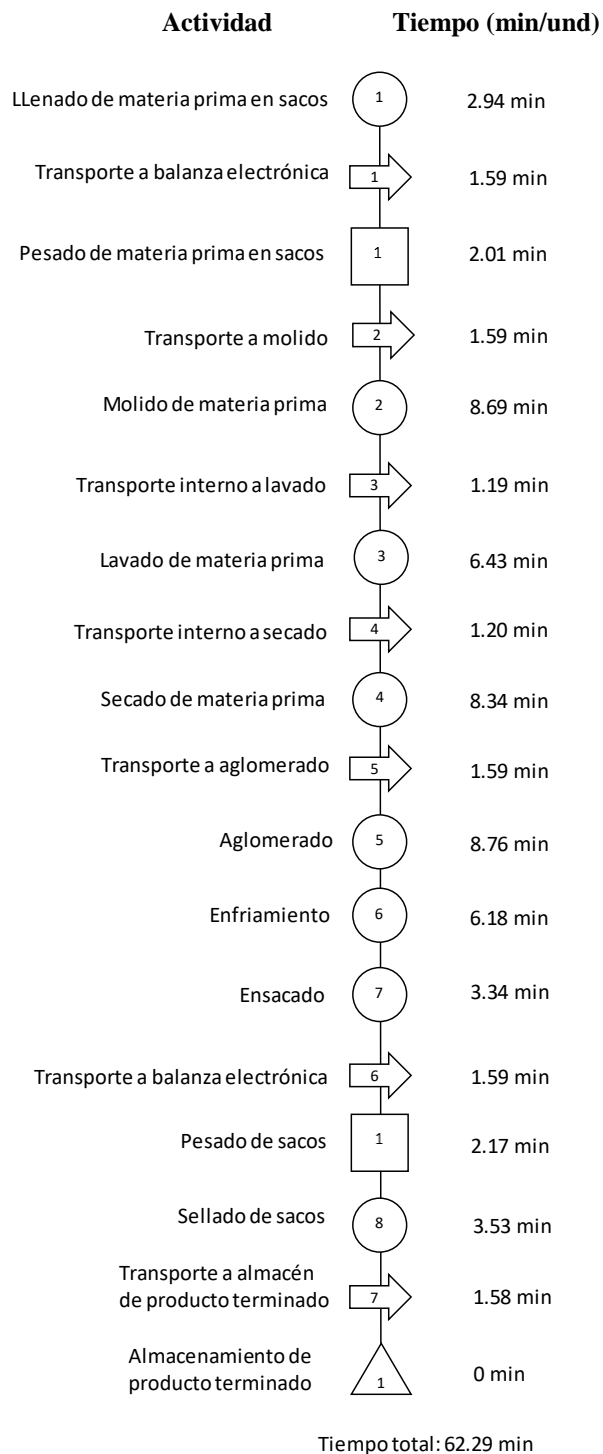 Actividad Tiempo (min/und)
LLenado de materia prima en sacos 1 2.94 min
Transporte a balanza electrónica 1 1.59 min
Pesado de materia prima en sacos 1 2.01 min
Transporte a molido 2 1.59 min
Molido de materia prima 2 8.69 min
Transporte interno a lavado 3 1.19 min
Lavado de materia prima 3 6.43 min
Transporte interno a secado 4 1.20 min
Secado de materia prima 4 8.34 min
Transporte a aglomerado 5 1.59 min
Aglomerado 5 8.76 min
Enfriamiento 6 6.18 min
Ensacado 7 3.34 min
Transporte a balanza electrónica 6 1.59 min
Pesado de sacos 1 2.17 min
Sellado de sacos 8 3.53 min
Transporte a almacén
de producto terminado 7 1.58 min
Almacenamiento de
producto terminado 1 0 min
Tiempo total: 62.29 min